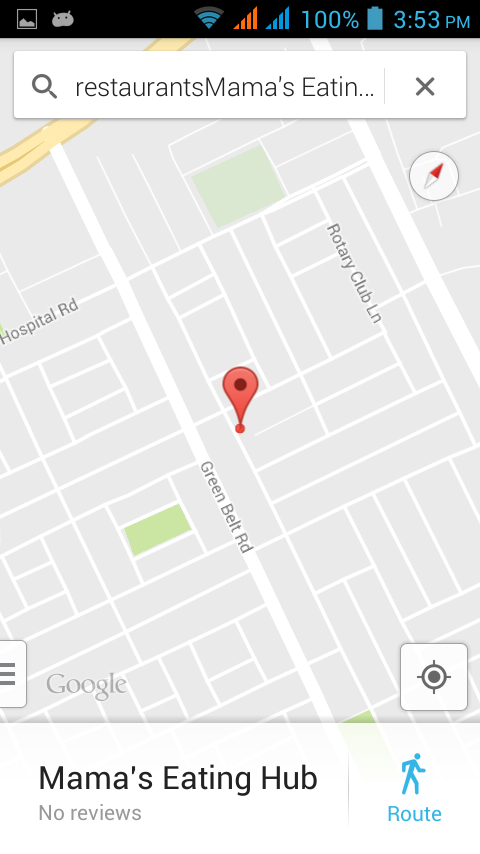 100% 3:53 PM
restaurantsMama's Eatin...
Rotary Club Ln
Hospital Rd
Green Belt Rd
Google
Mama's Eating Hub
No reviews
Route